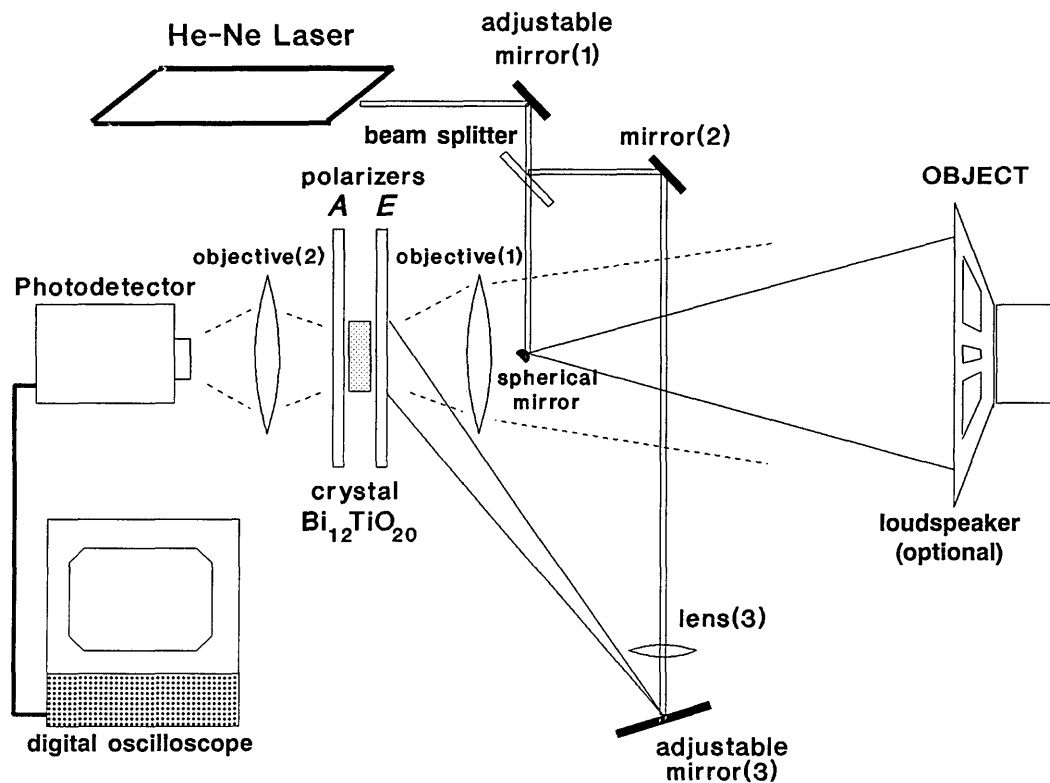 He-Ne Laser
adjustable
mirror(1)
beam splitter
mirror(2)
polarizers
A E
OBJECT
objective(2)
objective(1)
Photodetector
spherical
mirror
crystal
Bi12TiO20
loudspeaker
(optional)
lens(3)
digital oscilloscope
adjustable
mirror(3)